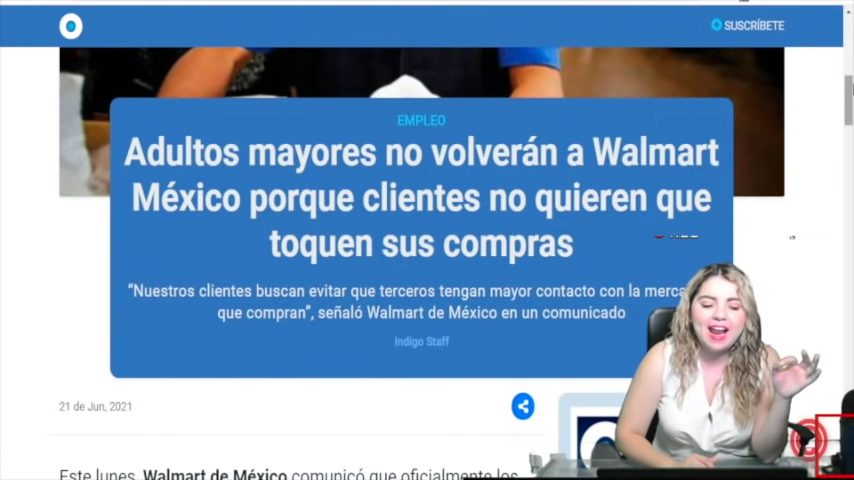 SUSCRÍBETE
EMPLEO
Adultos mayores no volverán a Walmart
México porque clientes no quieren que
toquen sus compras
“Nuestros clientes buscan evitar que terceros tengan mayor contacto con la
que compran”, señaló Walmart de México en un comunicado
Indigo Staff
21 de Jun, 2021
Este lunes, Walmart de México comunicó que oficialmente los